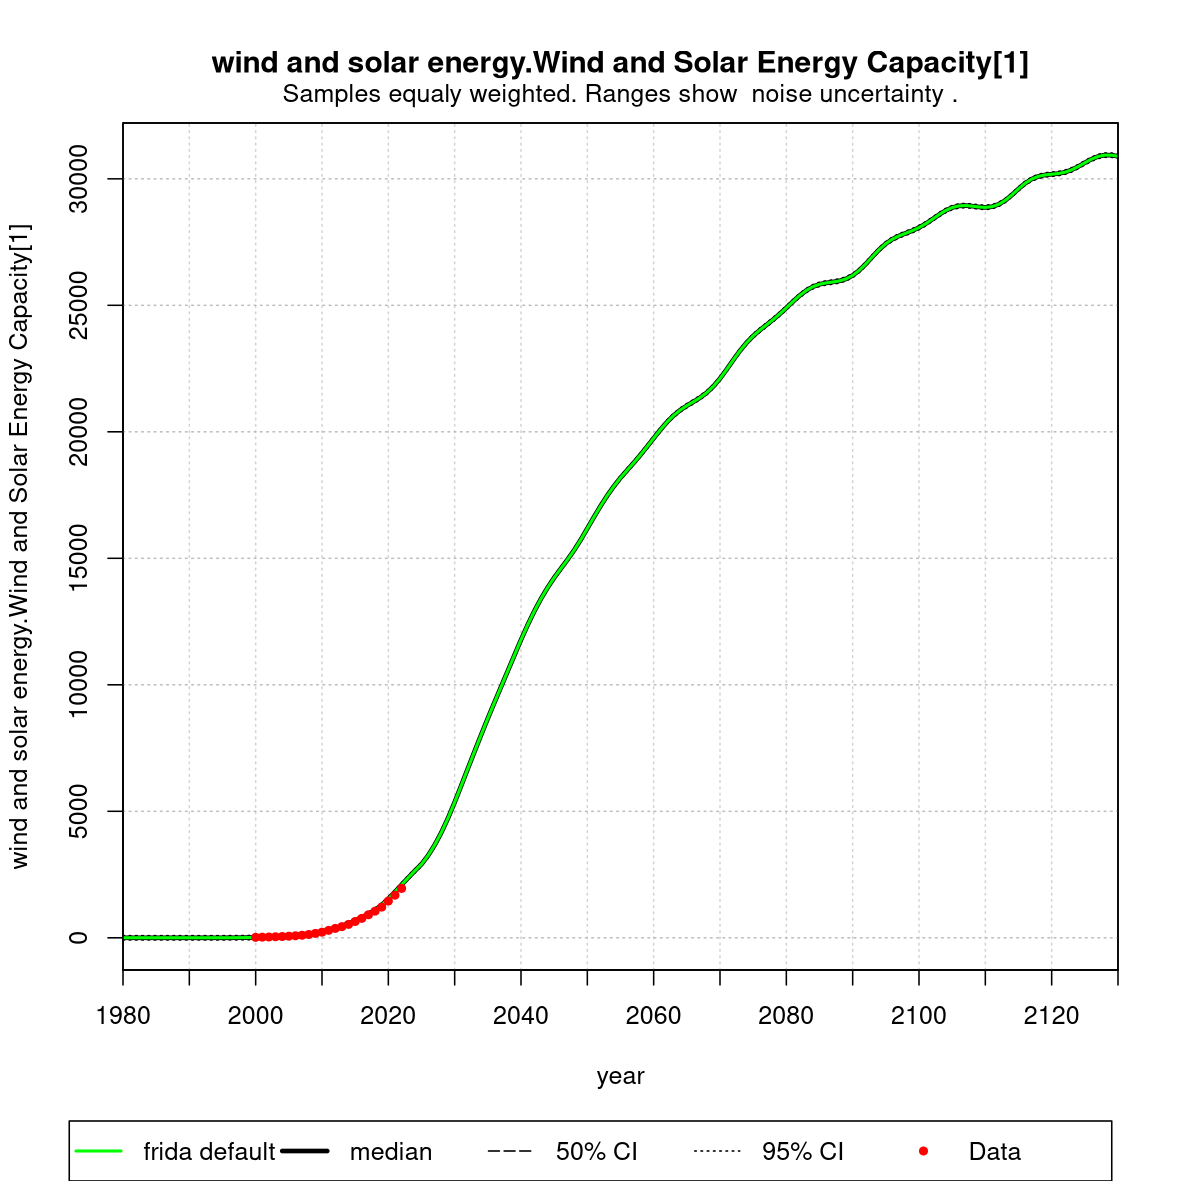 wind and solar energy.Wind and Solar Energy Capacity[1]
Samples equaly weighted. Ranges show  noise uncertainty .
wind and solar energy.Wind and Solar Energy Capacity[1]
30000
25000
20000
15000
10000
5000
0
1980 2000 2020 2040 2060 2080 2100 2120
year
frida default median 50% CI 95% CI Data